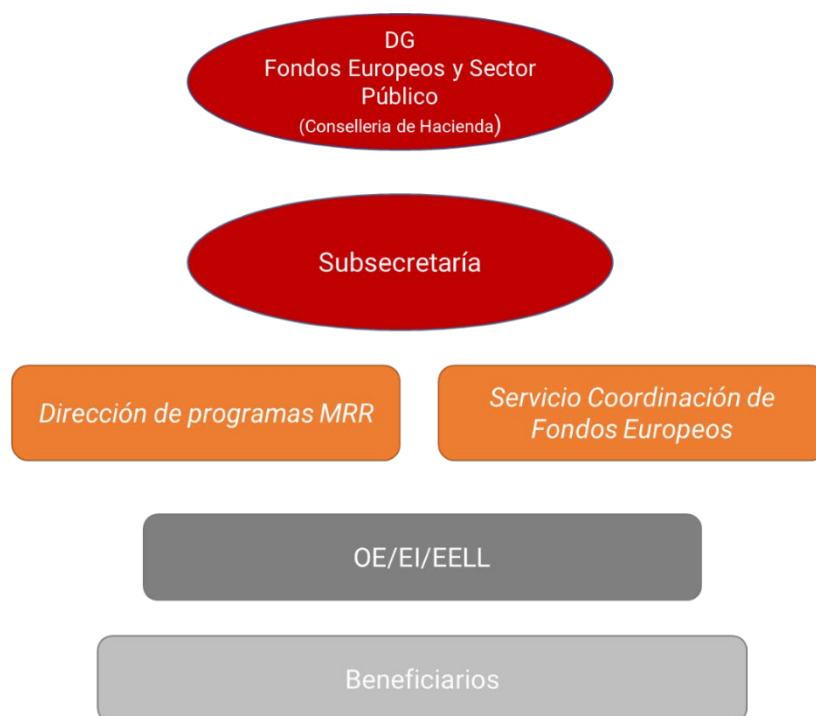 DG
Fondos Europeos y Sector
Público
(Conselleria de Hacienda)
Subsecretaría
Dirección de programas MRR
Servicio Coordinación de
Fondos Europeos
OE/EI/EELL
Beneficiarios